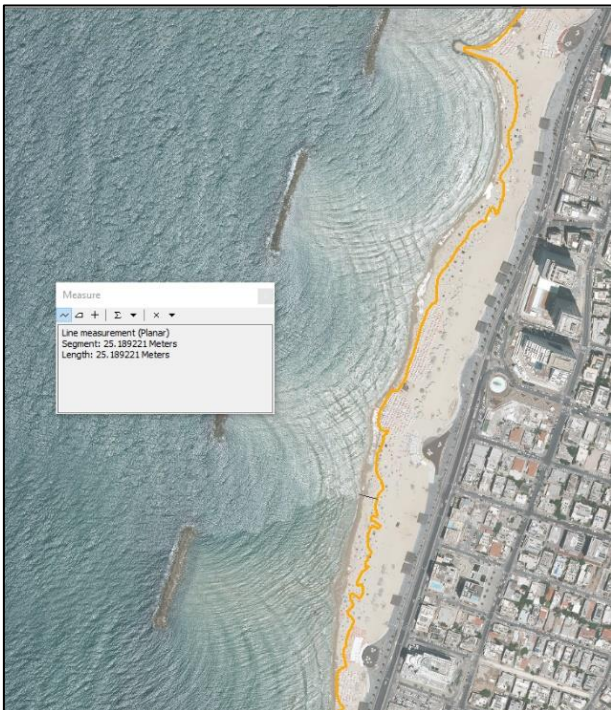 Measure
Line measurement (Planar)
Segment: 25.189221 Meters
Length: 25.189221 Meters